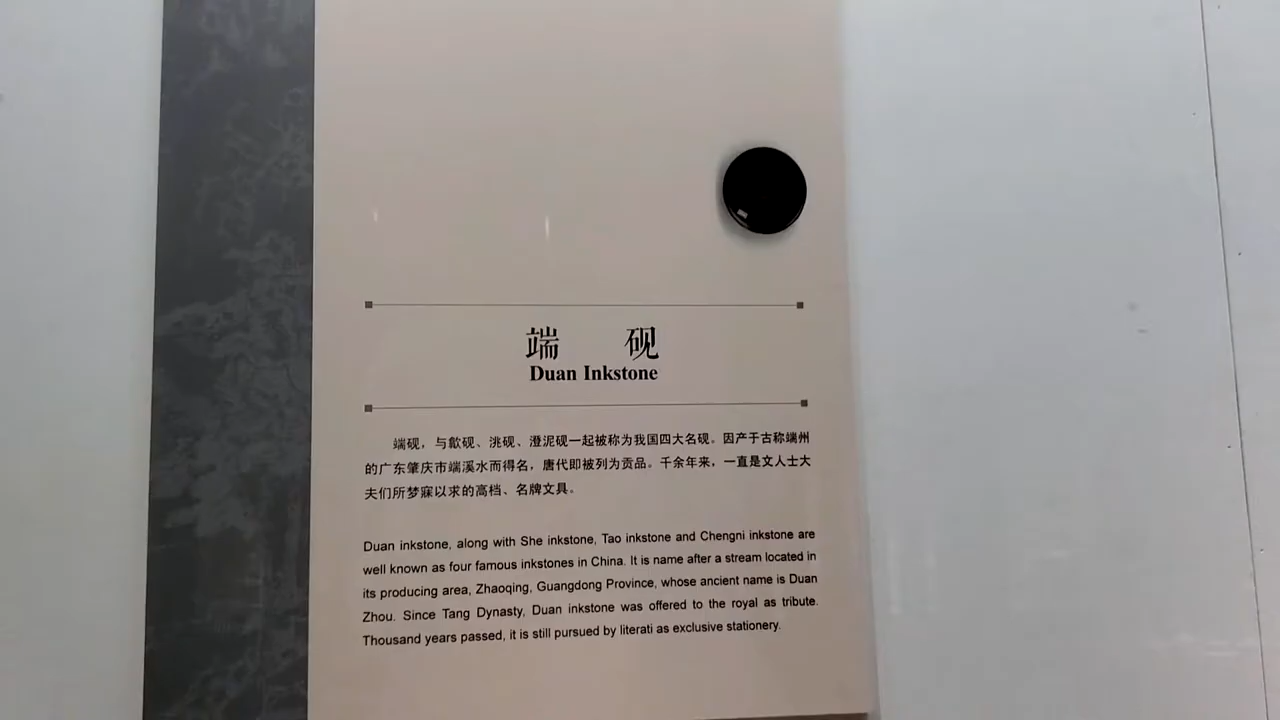 端 砚
Duan Inkstone
端砚，与歙砚、洮砚、澄泥砚一起被称为我国四大名砚。因产于古称端州
的广东肇庆市端溪水而得名，唐代即被列为贡品。千余年来，一直是文人士大
夫们所梦寐以求的高档、名牌文具。
Duan inkstone, along with She inkstone, Tao inkstone and Chengni inkstone are
well known as four famous inkstones in China. It is name after a stream located in
its producing area, Zhaoqing, Guangdong Province, whose ancient name is Duan
Zhou. Since Tang Dynasty, Duan inkstone was offered to the royal as tribute.
Thousand years passed, it is still pursued by literati as exclusive stationery.